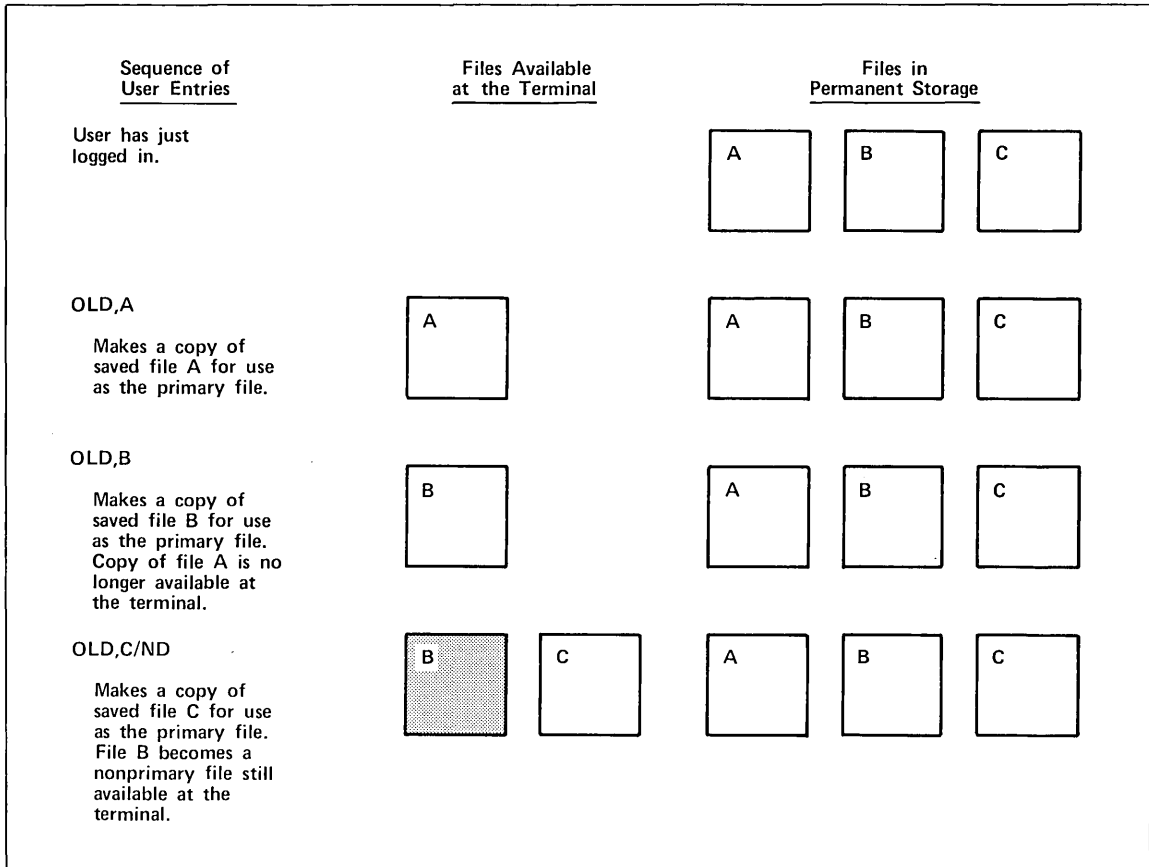 Sequence of
User Entries
Files Available
at the Terminal
Files in
Permanent Storage
User has just
logged in.
A
B
C
OLD,A
Makes a copy of
saved file A for use
as the primary file.
A
A
B
C
OLD,B
Makes a copy of
saved file B for use
as the primary file.
Copy of file A is no
longer available at
the terminal.
B
A
B
C
OLD,C/ND
Makes a copy of
saved file C for use
as the primary file.
File B becomes a
nonprimary file still
available at the
terminal.
B
C
A
B
C